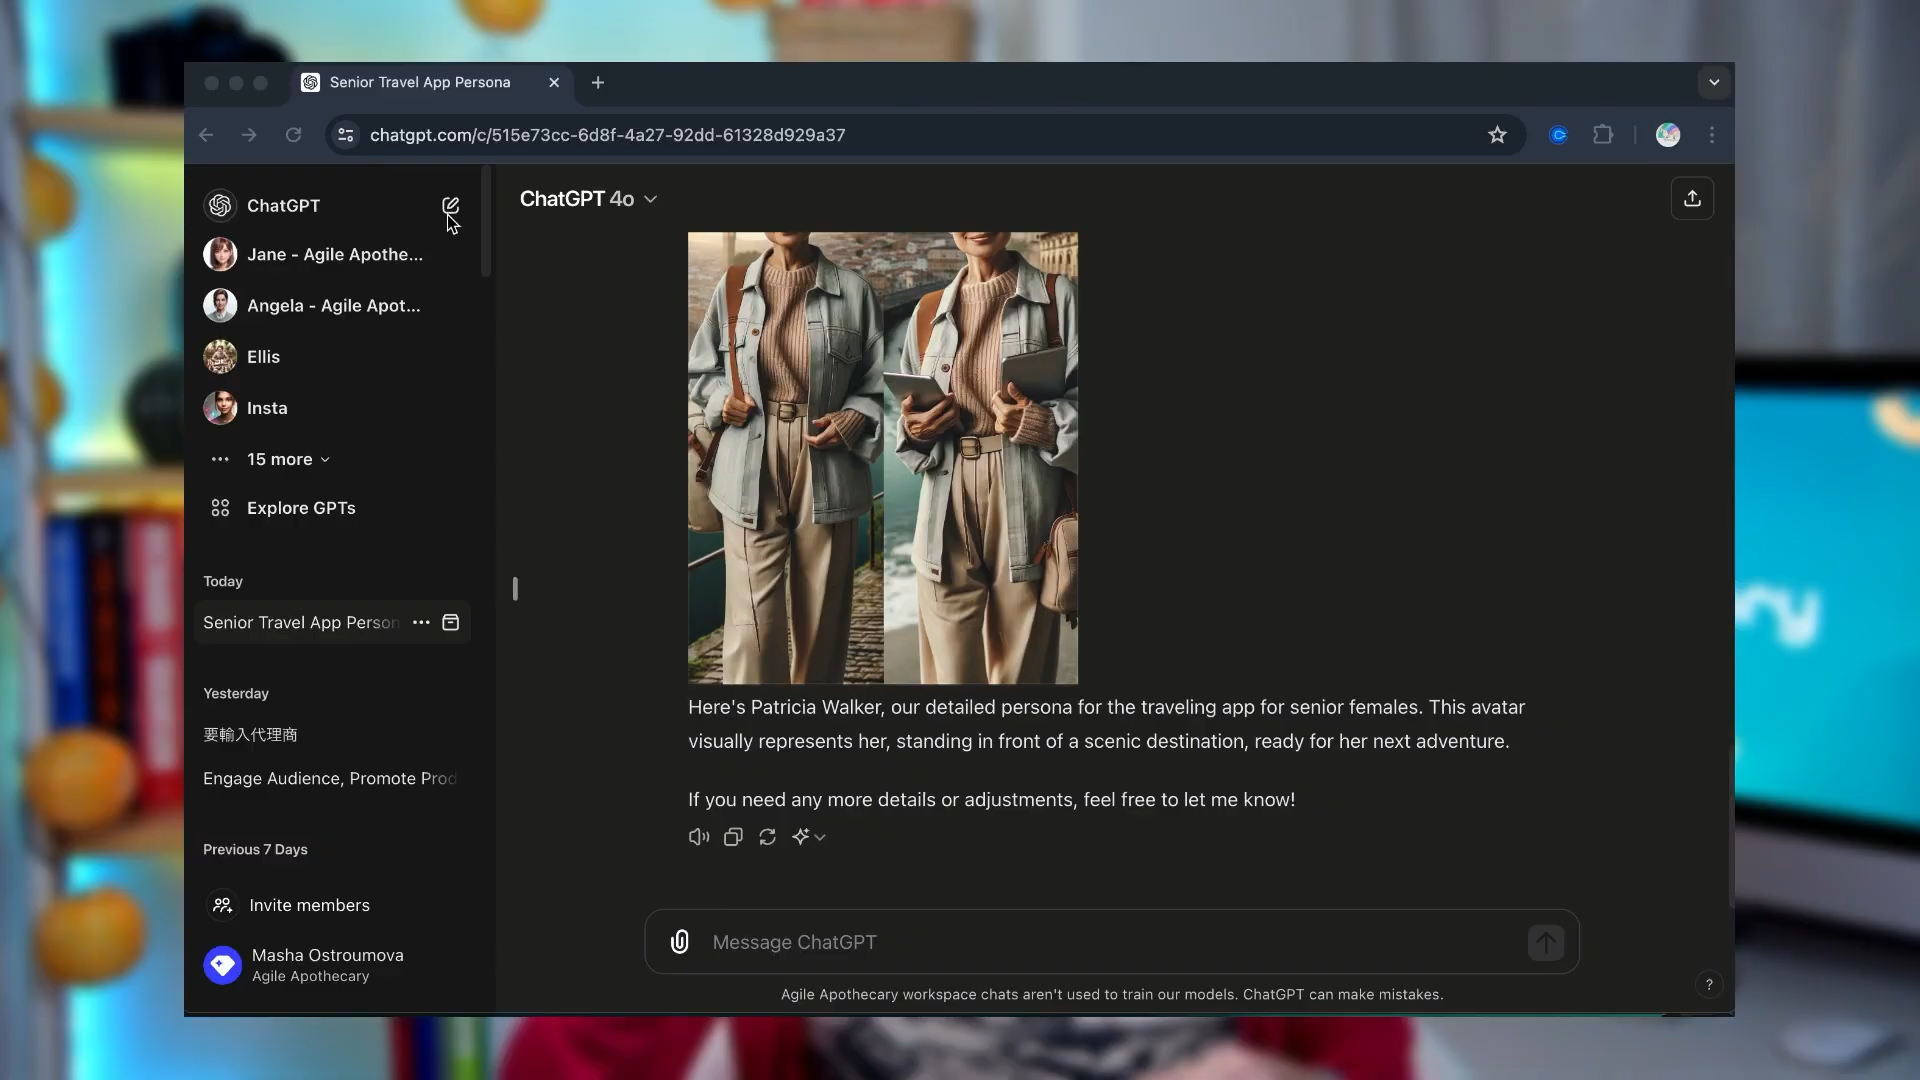 Senior Travel App Persona
chatgpt.com/c/515e73cc-6d8f-4a27-92dd-61328d929a37
ChatGPT
Jane - Agile Apothe...
Angela - Agile Apot...
Ellis
Insta
15 more
Explore GPTs
Today
Senior Travel App Person
Yesterday
要輸入代理商
Engage Audience, Promote Prod
Previous 7 Days
Invite members
Masha Ostroumova
Agile Apothecary
ChatGPT 4o
Here's Patricia Walker, our detailed persona for the traveling app for senior females. This avatar
visually represents her, standing in front of a scenic destination, ready for her next adventure.
If you need any more details or adjustments, feel free to let me know!
Message ChatGPT
Agile Apothecary workspace chats aren't used to train our models. ChatGPT can make mistakes.
?